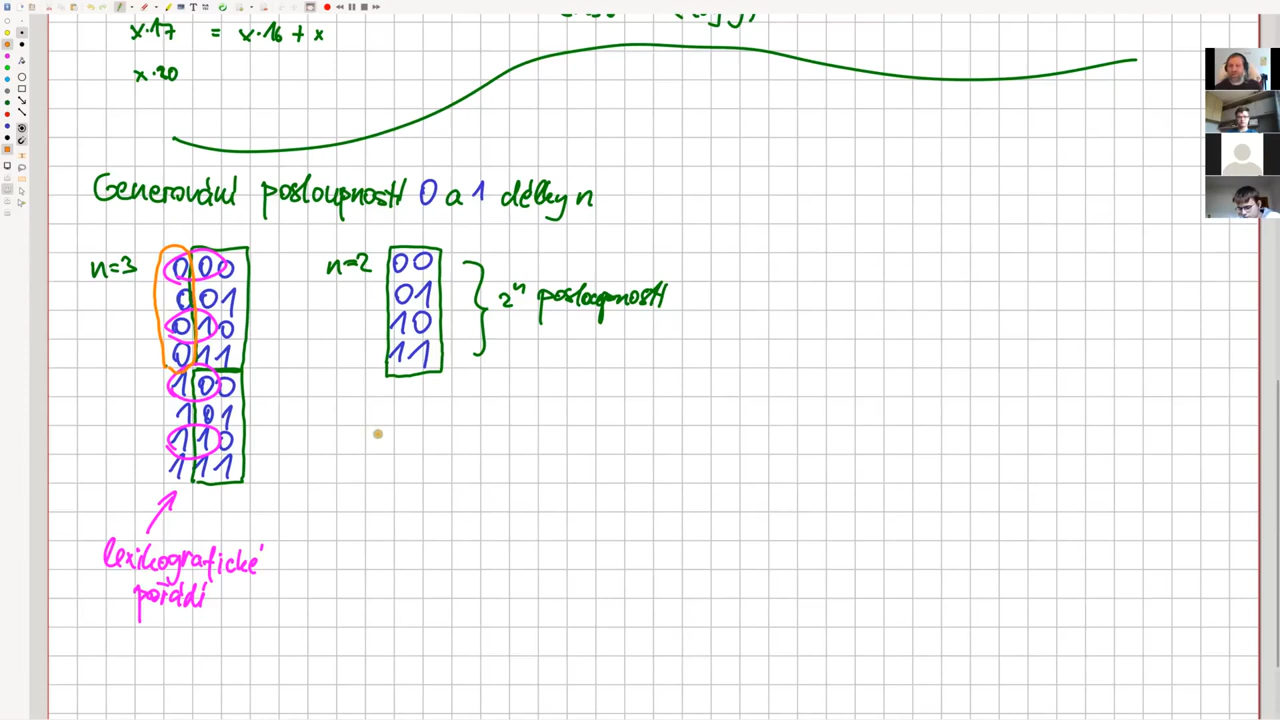 x·17 = x·16 + x
x·20
Generování posloupností 0 a 1 délky n
n=3
000
001
010
011
100
101
110
111
n=2
00
01
10
11
2ⁿ posloupností
lexikografické
pořadí